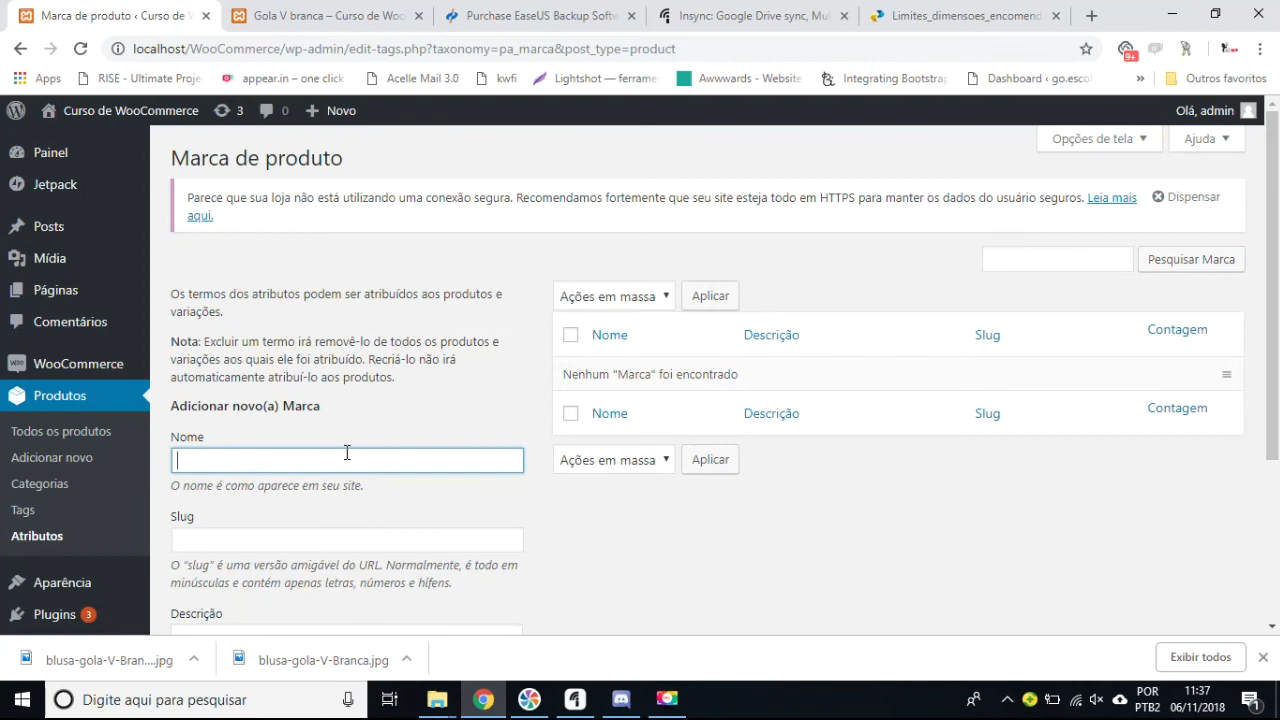 Marca de produto ‹ Curso de W
Gola V branca – Curso de Woo
Purchase EaseUS Backup Softw
Insync: Google Drive sync, Mul
Limites_dimensoes_encomend
localhost/WooCommerce/wp-admin/edit-tags.php?taxonomy=pa_marca&post_type=product
9+
Apps
RISE - Ultimate Proje
appear.in – one click
Acelle Mail 3.0
kwfi
Lightshot — ferrame
Awwwards - Website
Integrating Bootstrap
Dashboard ‹ go.escol
»
Outros favoritos
Curso de WooCommerce
3
0
Novo
Olá, admin
Painel
Jetpack
Posts
Mídia
Páginas
Comentários
WooCommerce
Produtos
Todos os produtos
Adicionar novo
Categorias
Tags
Atributos
Aparência
Plugins 3
Opções de tela
Ajuda
Marca de produto
Parece que sua loja não está utilizando uma conexão segura. Recomendamos fortemente que seu site esteja todo em HTTPS para manter os dados do usuário seguros. Leia mais
aqui.
Dispensar
Pesquisar Marca
Os termos dos atributos podem ser atribuídos aos produtos e
variações.
Nota: Excluir um termo irá removê-lo de todos os produtos e
variações aos quais ele foi atribuído. Recriá-lo não irá
automaticamente atribuí-lo aos produtos.
Adicionar novo(a) Marca
Nome
O nome é como aparece em seu site.
Slug
O "slug" é uma versão amigável do URL. Normalmente, é todo em
minúsculas e contém apenas letras, números e hífens.
Descrição
Ações em massa
Aplicar
Nome
Descrição
Slug
Contagem
Nenhum "Marca" foi encontrado
Nome
Descrição
Slug
Contagem
Ações em massa
Aplicar
blusa-gola-V-Bran....jpg
blusa-gola-V-Branca.jpg
Exibir todos
Digite aqui para pesquisar
POR
PTB2
11:37
06/11/2018
1